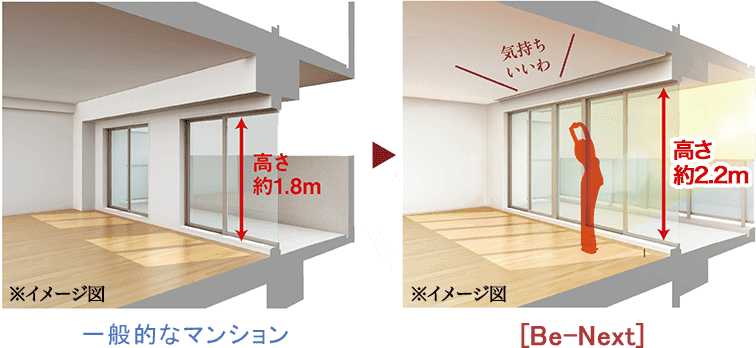 高さ
約1.8m
※イメージ図
一般的なマンション
気持ち
いいわ
高さ
約2.2m
※イメージ図
[Be-Next]